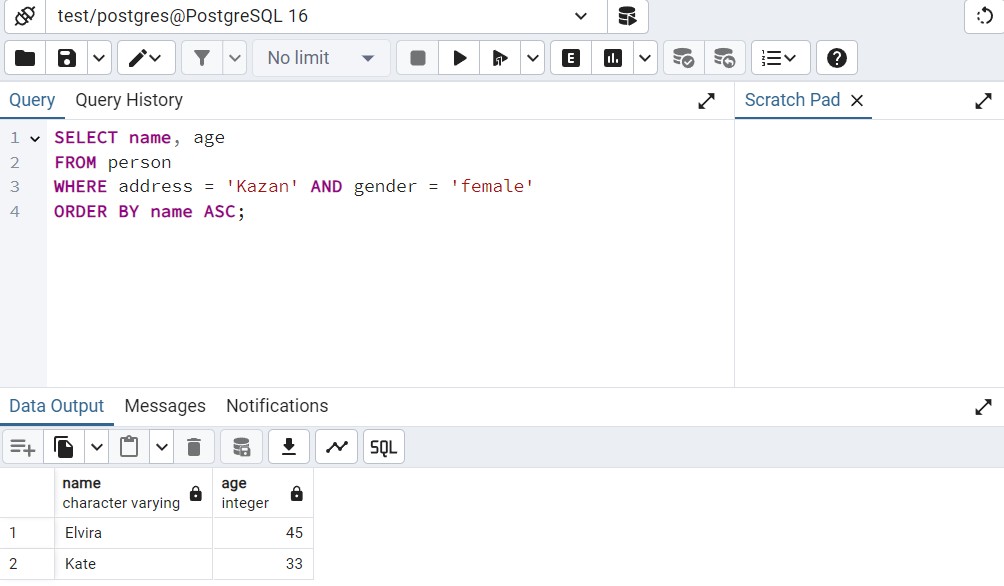 test/postgres@PostgreSQL 16
No limit
E
SQL
Query
Query History
Scratch Pad
1 SELECT name, age
2 FROM person
3 WHERE address = 'Kazan' AND gender = 'female'
4 ORDER BY name ASC;
Data Output
Messages
Notifications
name age
character varying integer
1 Elvira 45
2 Kate 33